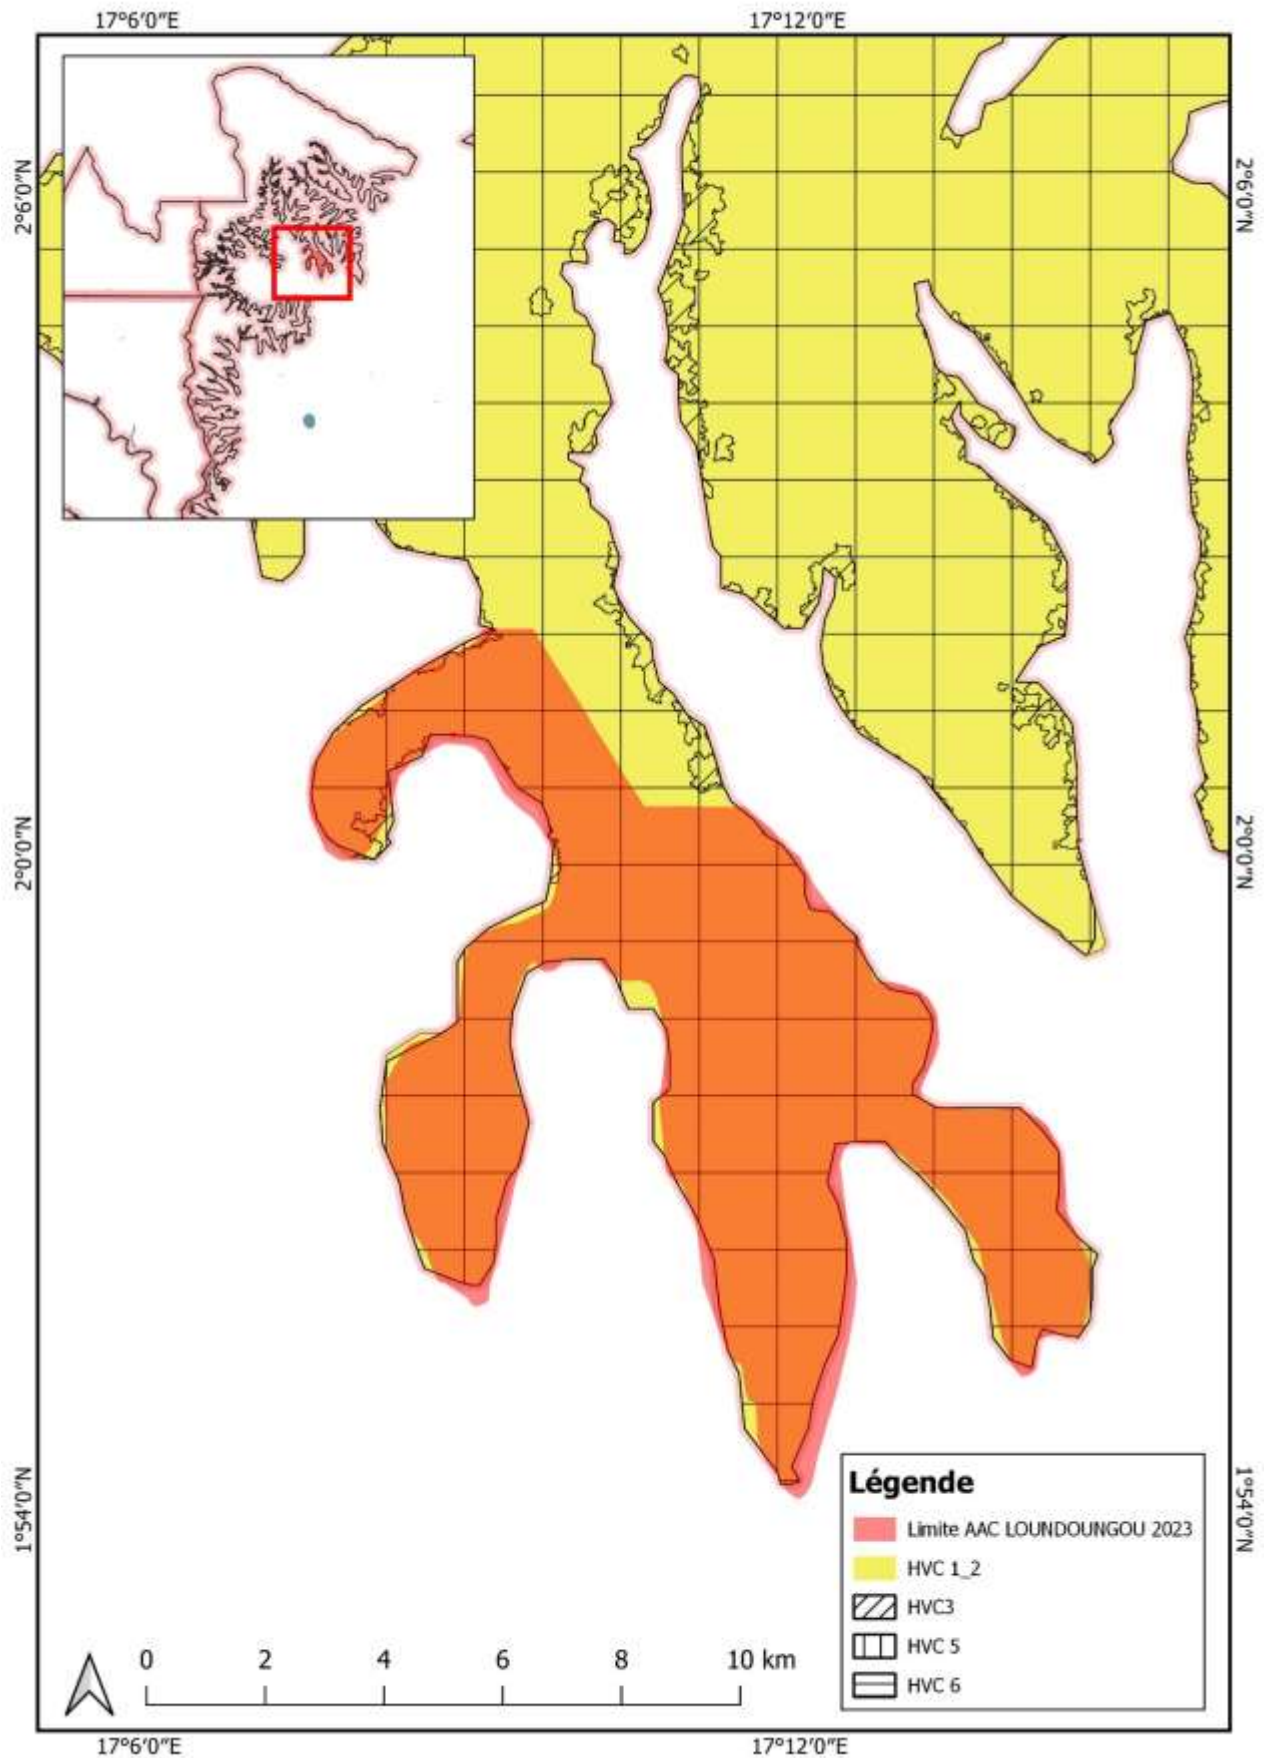 17°6′0″E 17°12′0″E
2°6′0″N 2°6′0″N
2°0′0″N 2°0′0″N
1°54′0″N 1°54′0″N
Légende
Limite AAC LOUNDOUNGOU 2023
HVC 1_2
HVC3
HVC 5
HVC 6
0 2 4 6 8 10 km
17°6′0″E 17°12′0″E